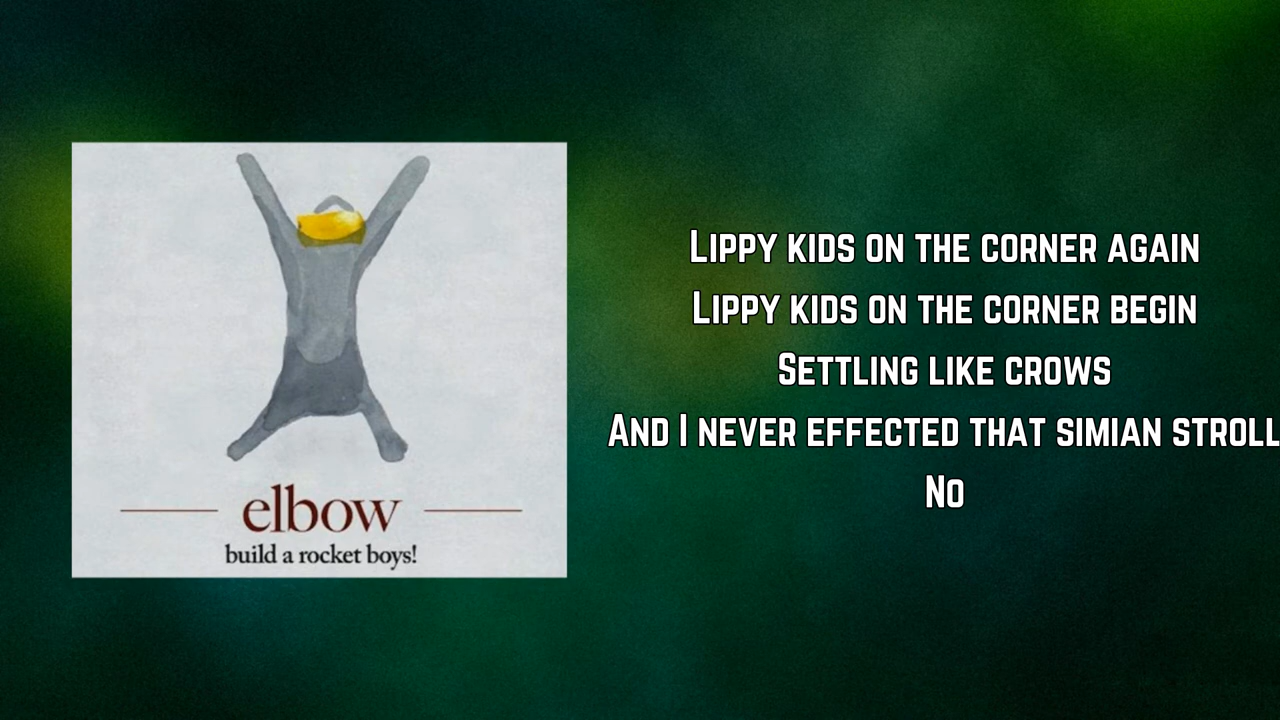 elbow
build a rocket boys!
Lippy kids on the corner again
Lippy kids on the corner begin
Settling like crows
And I never effected that simian stroll
No